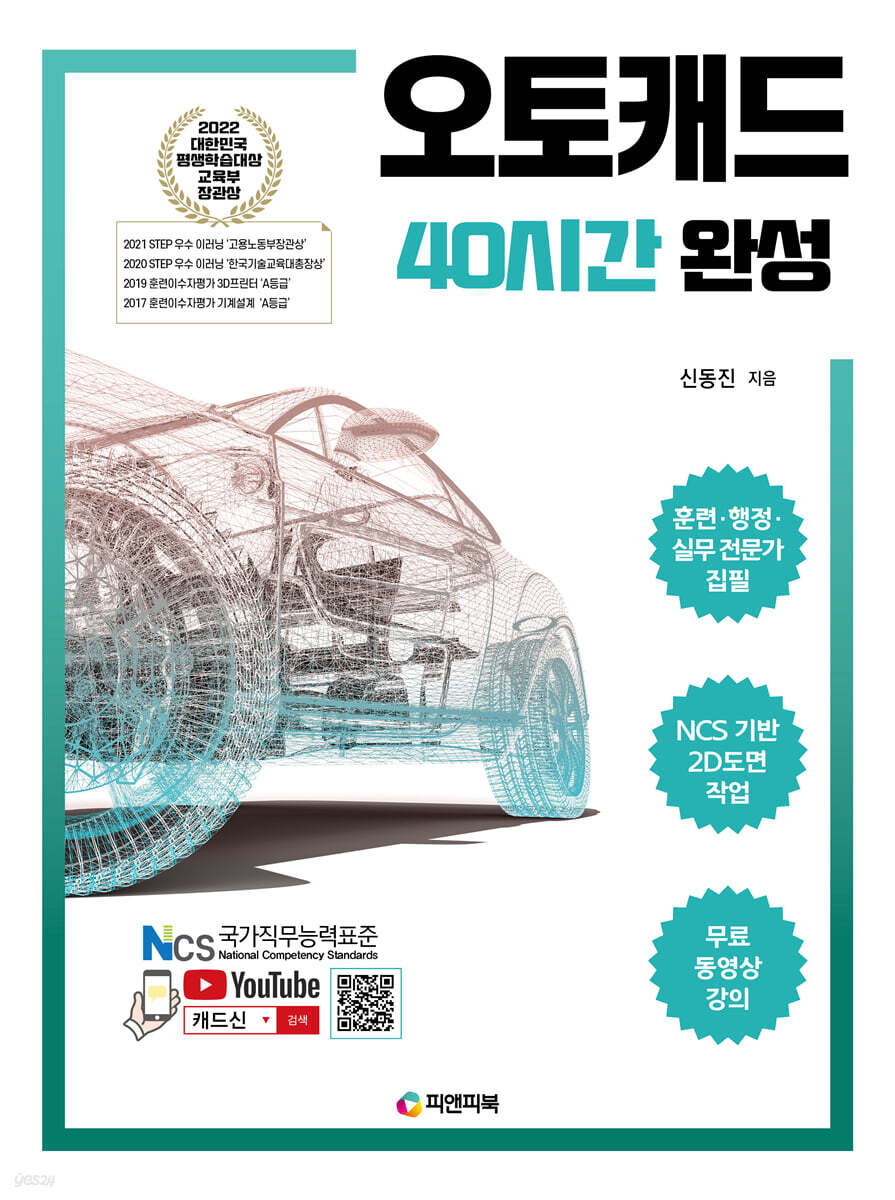 오토캐드
40시간 완성
2022
대한민국
평생학습대상
교육부
장관상
2021 STEP 우수 이러닝 '고용노동부장관상'
2020 STEP 우수 이러닝 '한국기술교육대총장상'
2019 훈련이수자평가 3D프린터 'A등급'
2017 훈련이수자평가 기계설계 'A등급'
신동진 지음
훈련·행정·
실무 전문가
집필
NCS 기반
2D도면
작업
무료
동영상
강의
NCS 국가직무능력표준
National Competency Standards
YouTube
캐드신 검색
피앤피북
yes24